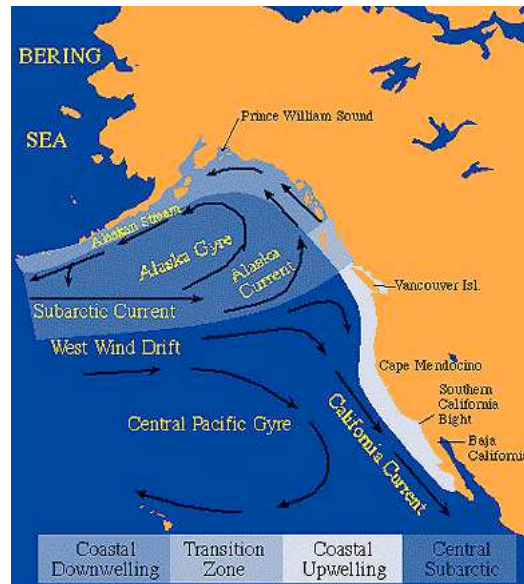 BERING
SEA
Prince William Sound
Alaskan Stream
Alaska Gyre
Alaska
Current
Subarctic Current
Vancouver Isl.
West Wind Drift
Cape Mendocino
Southern
California
Bight
Central Pacific Gyre
California Current
Baja
California
Coastal
Downwelling
Transition
Zone
Coastal
Upwelling
Central
Subarctic